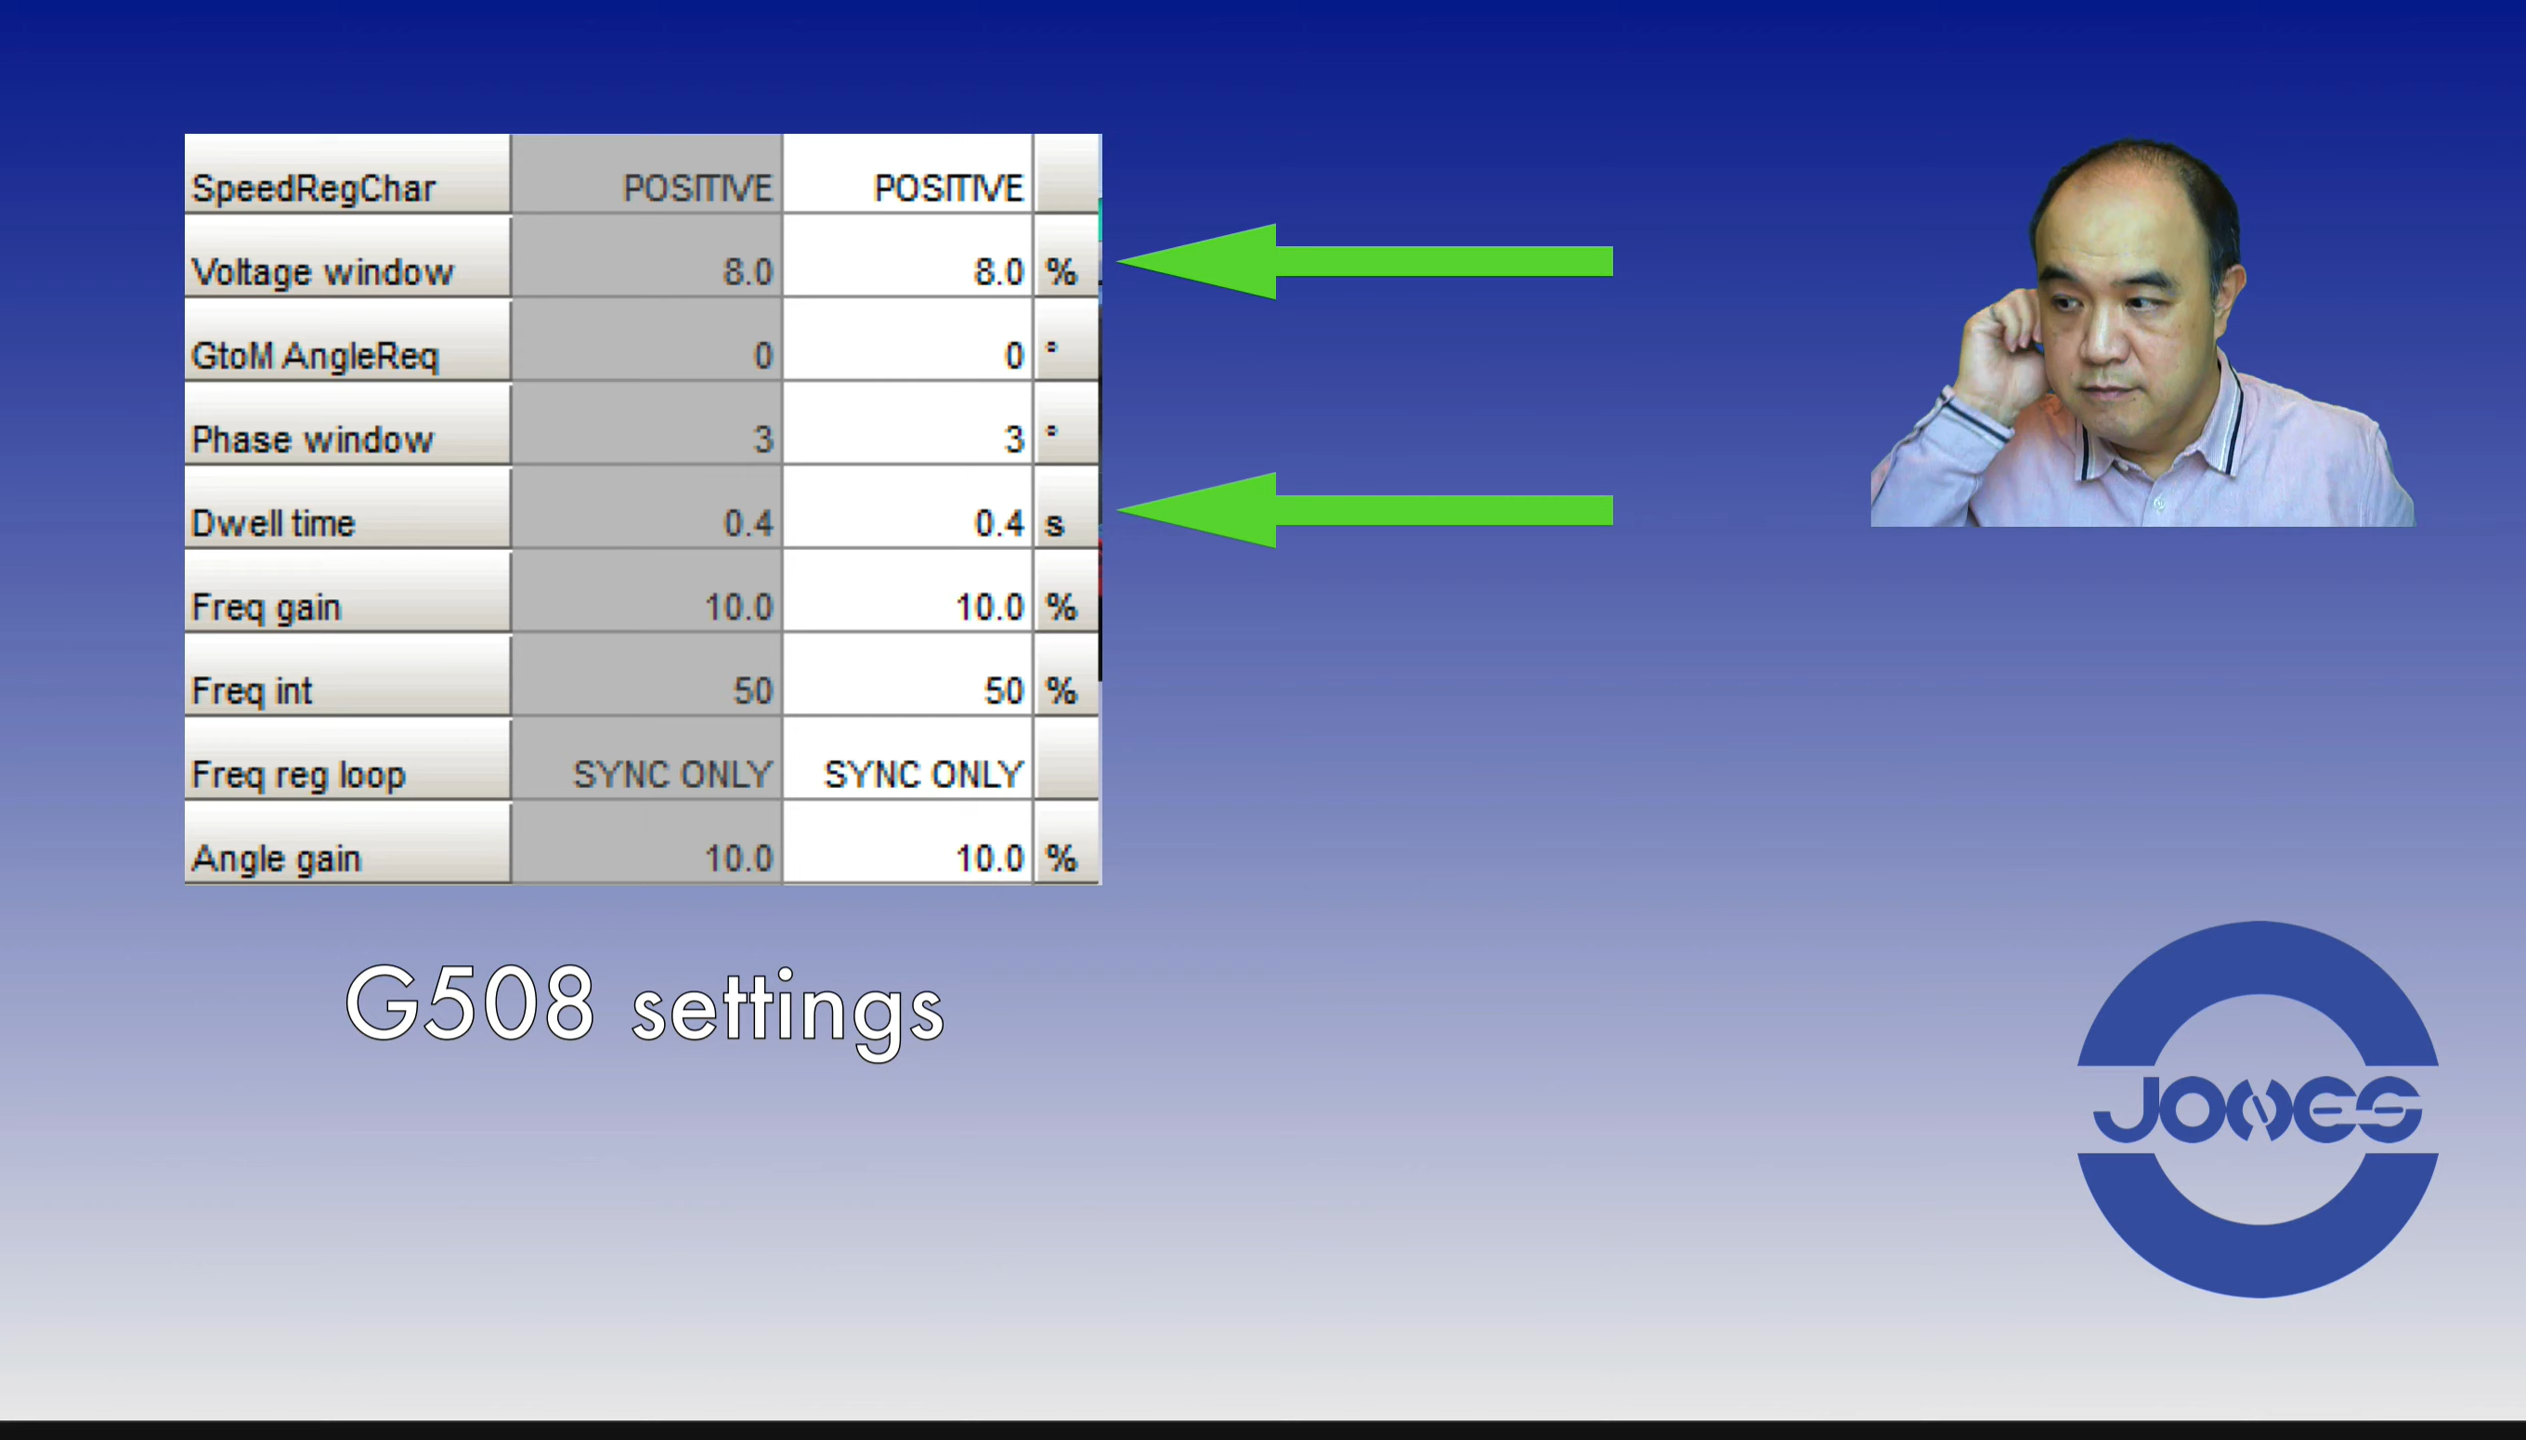 SpeedRegChar POSITIVE POSITIVE
Voltage window 8.0 8.0 %
GtoM AngleReq 0 0 °
Phase window 3 3 °
Dwell time 0.4 0.4 s
Freq gain 10.0 10.0 %
Freq int 50 50 %
Freq reg loop SYNC ONLY SYNC ONLY
Angle gain 10.0 10.0 %
G508 settings
JONES